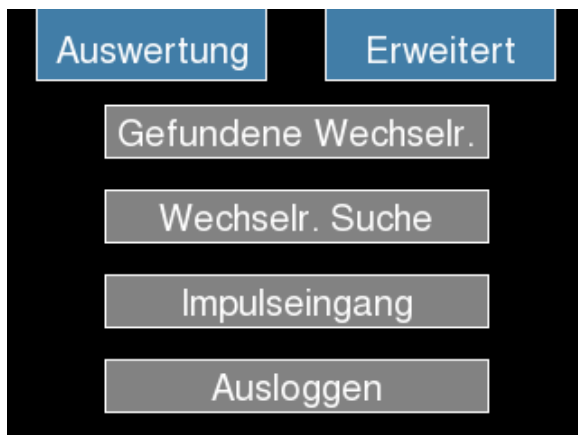 Auswertung Erweitert
Gefundene Wechselr.
Wechselr. Suche
Impulseingang
Ausloggen